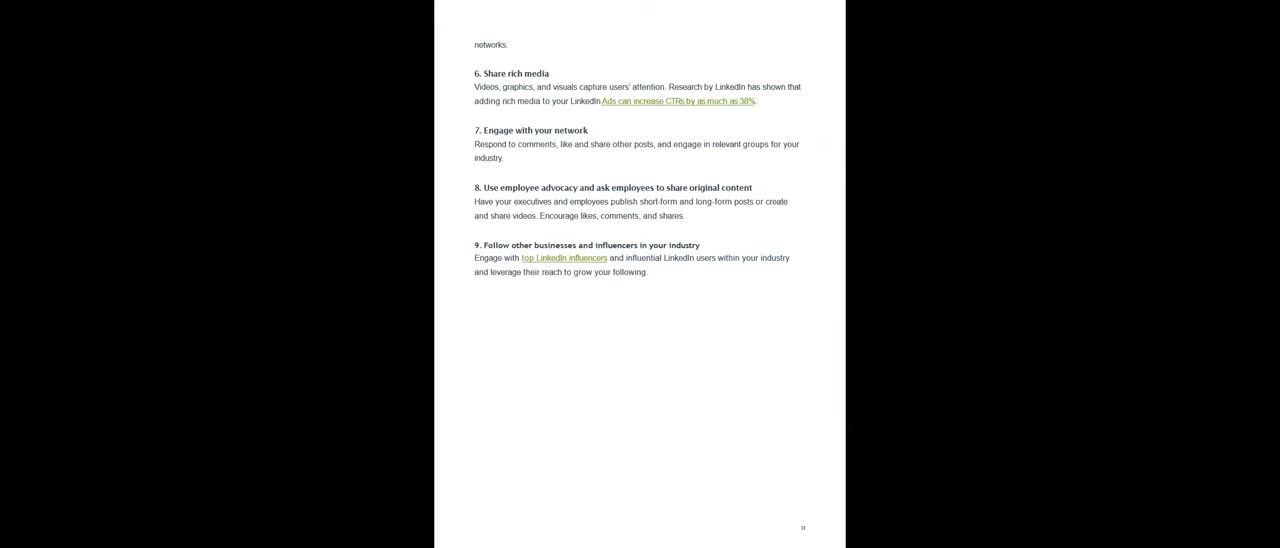 networks.
6. Share rich media
Videos, graphics, and visuals capture users' attention. Research by LinkedIn has shown that
adding rich media to your LinkedIn Ads can increase CTRs by as much as 38%.
7. Engage with your network
Respond to comments, like and share other posts, and engage in relevant groups for your
industry.
8. Use employee advocacy and ask employees to share original content
Have your executives and employees publish short-form and long-form posts or create
and share videos. Encourage likes, comments, and shares.
9. Follow other businesses and influencers in your industry
Engage with top LinkedIn influencers and influential LinkedIn users within your industry
and leverage their reach to grow your following.